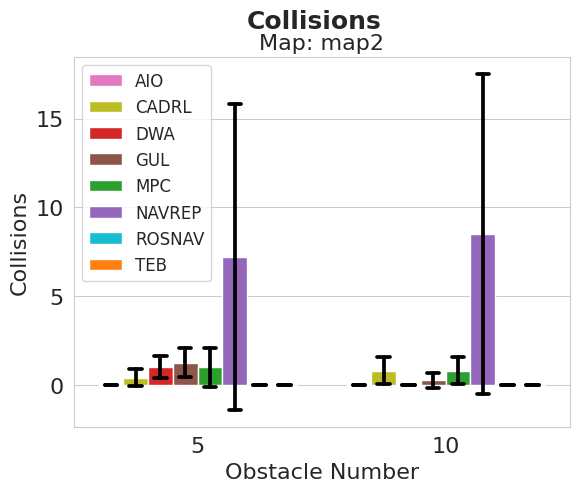 Collisions
Map: map2
AIO
CADRL
DWA
GUL
MPC
NAVREP
ROSNAV
TEB
15
10
5
0
Collisions
5
10
Obstacle Number